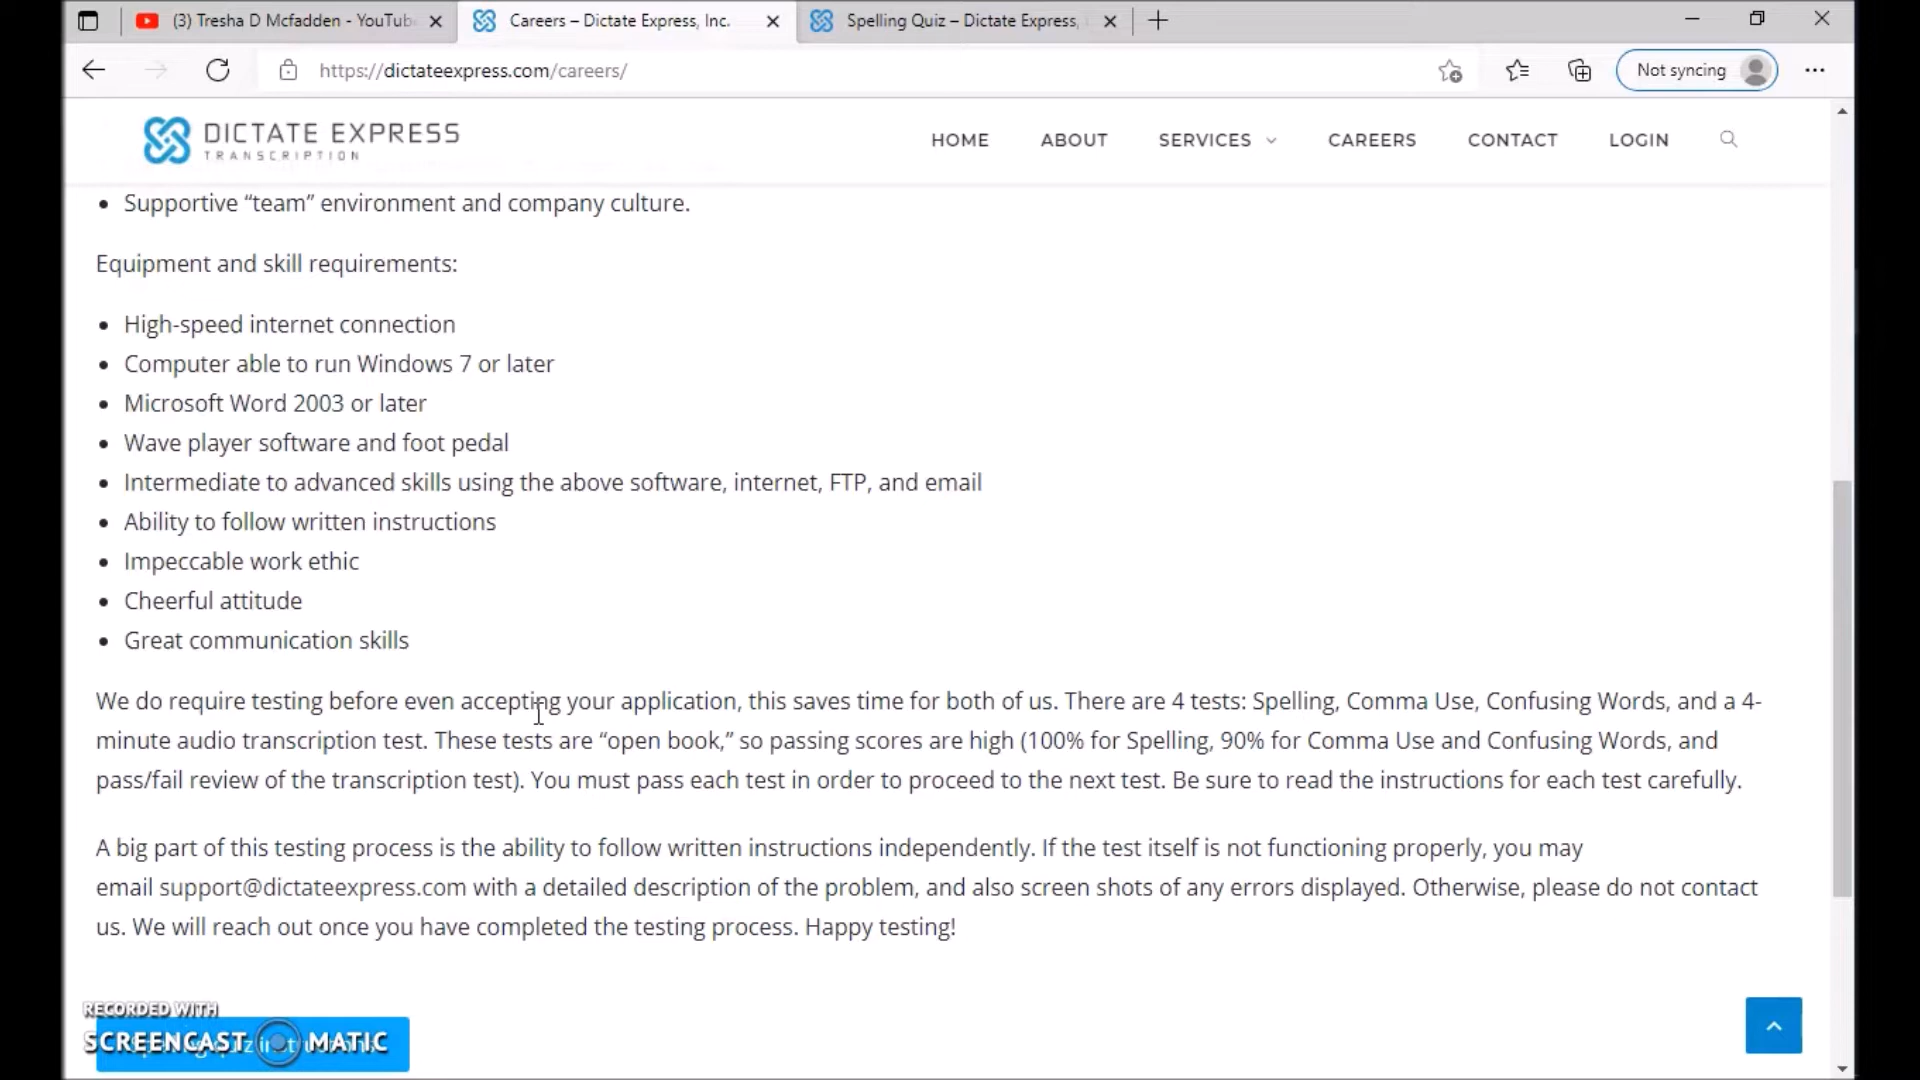 (3) Tresha D Mcfadden - YouTub
Careers – Dictate Express, Inc.
Spelling Quiz – Dictate Express,
https://dictateexpress.com/careers/
Not syncing
DICTATE EXPRESS
TRANSCRIPTION
HOME
ABOUT
SERVICES
CAREERS
CONTACT
LOGIN
• Supportive “team” environment and company culture.
Equipment and skill requirements:
• High-speed internet connection
• Computer able to run Windows 7 or later
• Microsoft Word 2003 or later
• Wave player software and foot pedal
• Intermediate to advanced skills using the above software, internet, FTP, and email
• Ability to follow written instructions
• Impeccable work ethic
• Cheerful attitude
• Great communication skills
We do require testing before even accepting your application, this saves time for both of us. There are 4 tests: Spelling, Comma Use, Confusing Words, and a 4-
minute audio transcription test. These tests are “open book,” so passing scores are high (100% for Spelling, 90% for Comma Use and Confusing Words, and
pass/fail review of the transcription test). You must pass each test in order to proceed to the next test. Be sure to read the instructions for each test carefully.
A big part of this testing process is the ability to follow written instructions independently. If the test itself is not functioning properly, you may
email support@dictateexpress.com with a detailed description of the problem, and also screen shots of any errors displayed. Otherwise, please do not contact
us. We will reach out once you have completed the testing process. Happy testing!
RECORDED WITH
SCREENCAST MATIC